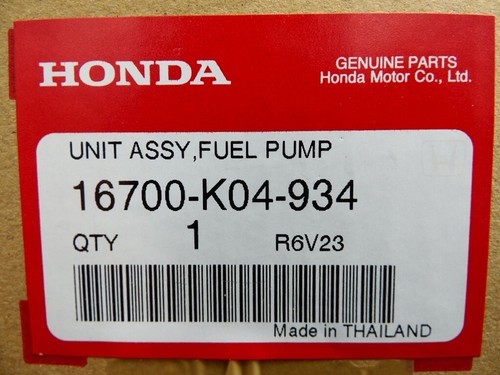 HONDA
GENUINE PARTS
Honda Motor Co., Ltd.
UNIT ASSY,FUEL PUMP
16700-K04-934
QTY 1 R6V23
Made in THAILAND